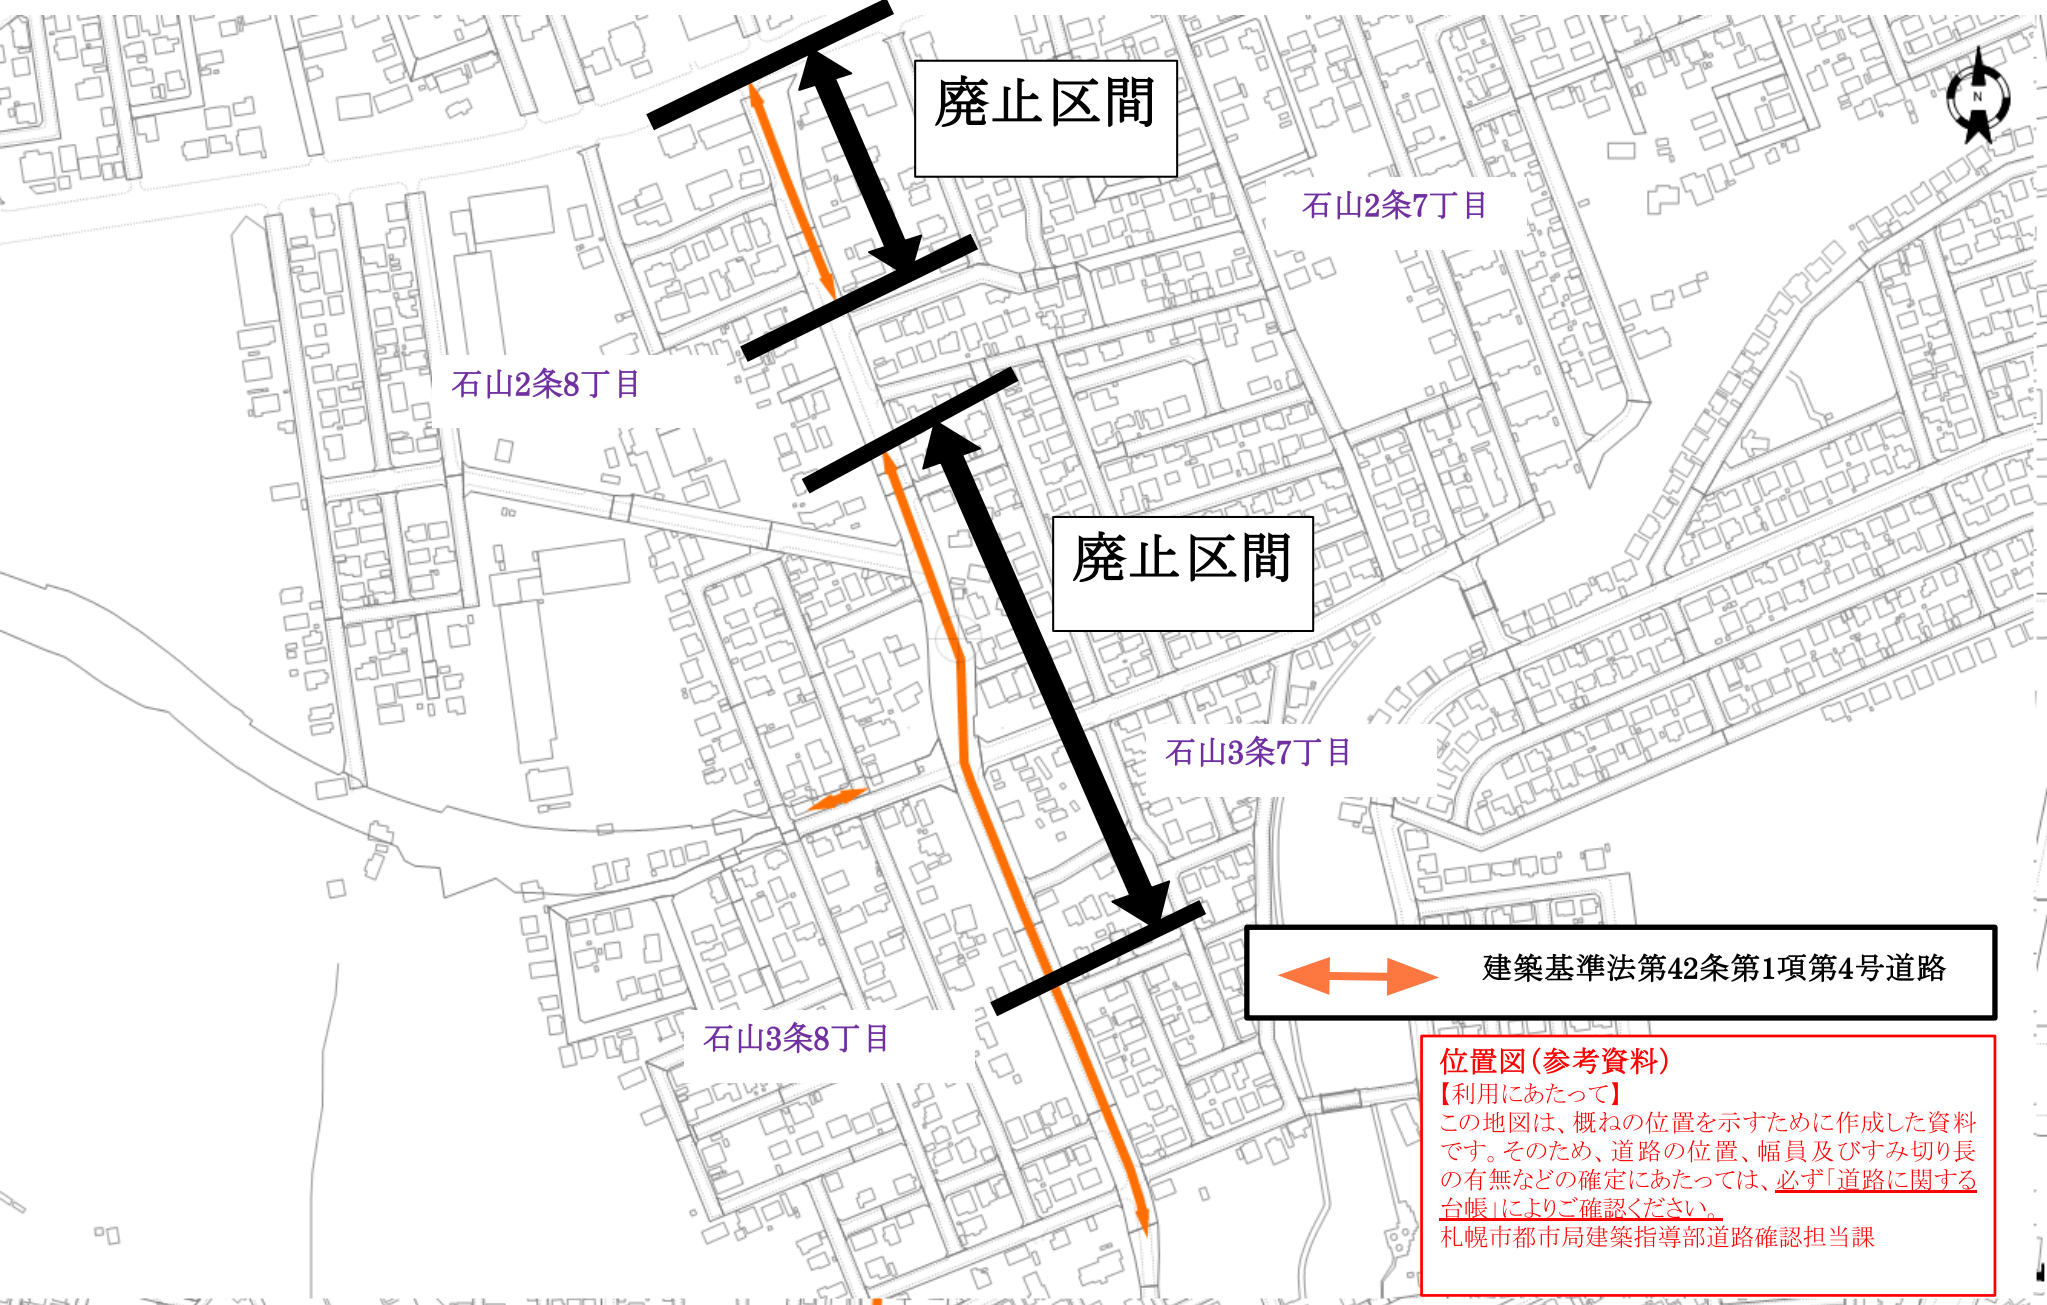 廃止区間
N
石山2条7丁目
石山2条8丁目
廃止区間
石山3条7丁目
建築基準法第42条第1項第4号道路
石山3条8丁目
位置図(参考資料)
【利用にあたって】
この地図は、概ねの位置を示すために作成した資料
です。そのため、道路の位置、幅員及びすみ切り長
の有無などの確定にあたっては、必ず「道路に関する
台帳」によりご確認ください。
札幌市都市局建築指導部道路確認担当課